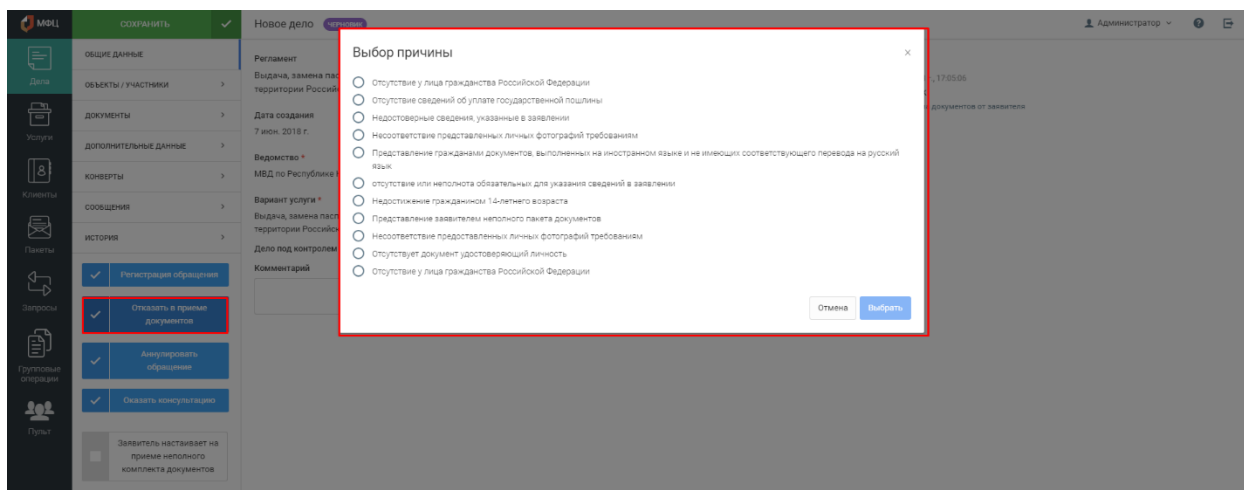 МФЦ
СОХРАНИТЬ
Новое дело
ЧЕРНОВИК
Администратор
Дела
Услуги
Клиенты
Пакеты
Запросы
Групповые
операции
Пульт
ОБЩИЕ ДАННЫЕ
ОБЪЕКТЫ / УЧАСТНИКИ
ДОКУМЕНТЫ
ДОПОЛНИТЕЛЬНЫЕ ДАННЫЕ
КОНВЕРТЫ
СООБЩЕНИЯ
ИСТОРИЯ
Регистрация обращения
Отказать в приеме
документов
Аннулировать
обращение
Оказать консультацию
Заявитель настаивает на
приеме неполного
комплекта документов
Регламент
Выдача, замена пас
территории Россий
Дата создания
7 июн. 2018 г.
Ведомство *
МВД по Республике
Вариант услуги *
Выдача, замена пасп
территории Российс
Дело под контролем
Комментарий
Выбор причины
×
Отсутствие у лица гражданства Российской Федерации
Отсутствие сведений об уплате государственной пошлины
Недостоверные сведения, указанные в заявлении
Несоответствие представленных личных фотографий требованиям
Представление гражданами документов, выполненных на иностранном языке и не имеющих соответствующего перевода на русский
язык
отсутствие или неполнота обязательных для указания сведений в заявлении
Недостижение гражданином 14-летнего возраста
Представление заявителем неполного пакета документов
Несоответствие предоставленных личных фотографий требованиям
Отсутствует документ удостоверяющий личность
Отсутствие у лица гражданства Российской Федерации
Отмена
Выбрать
, 17:05:06
документов от заявителя